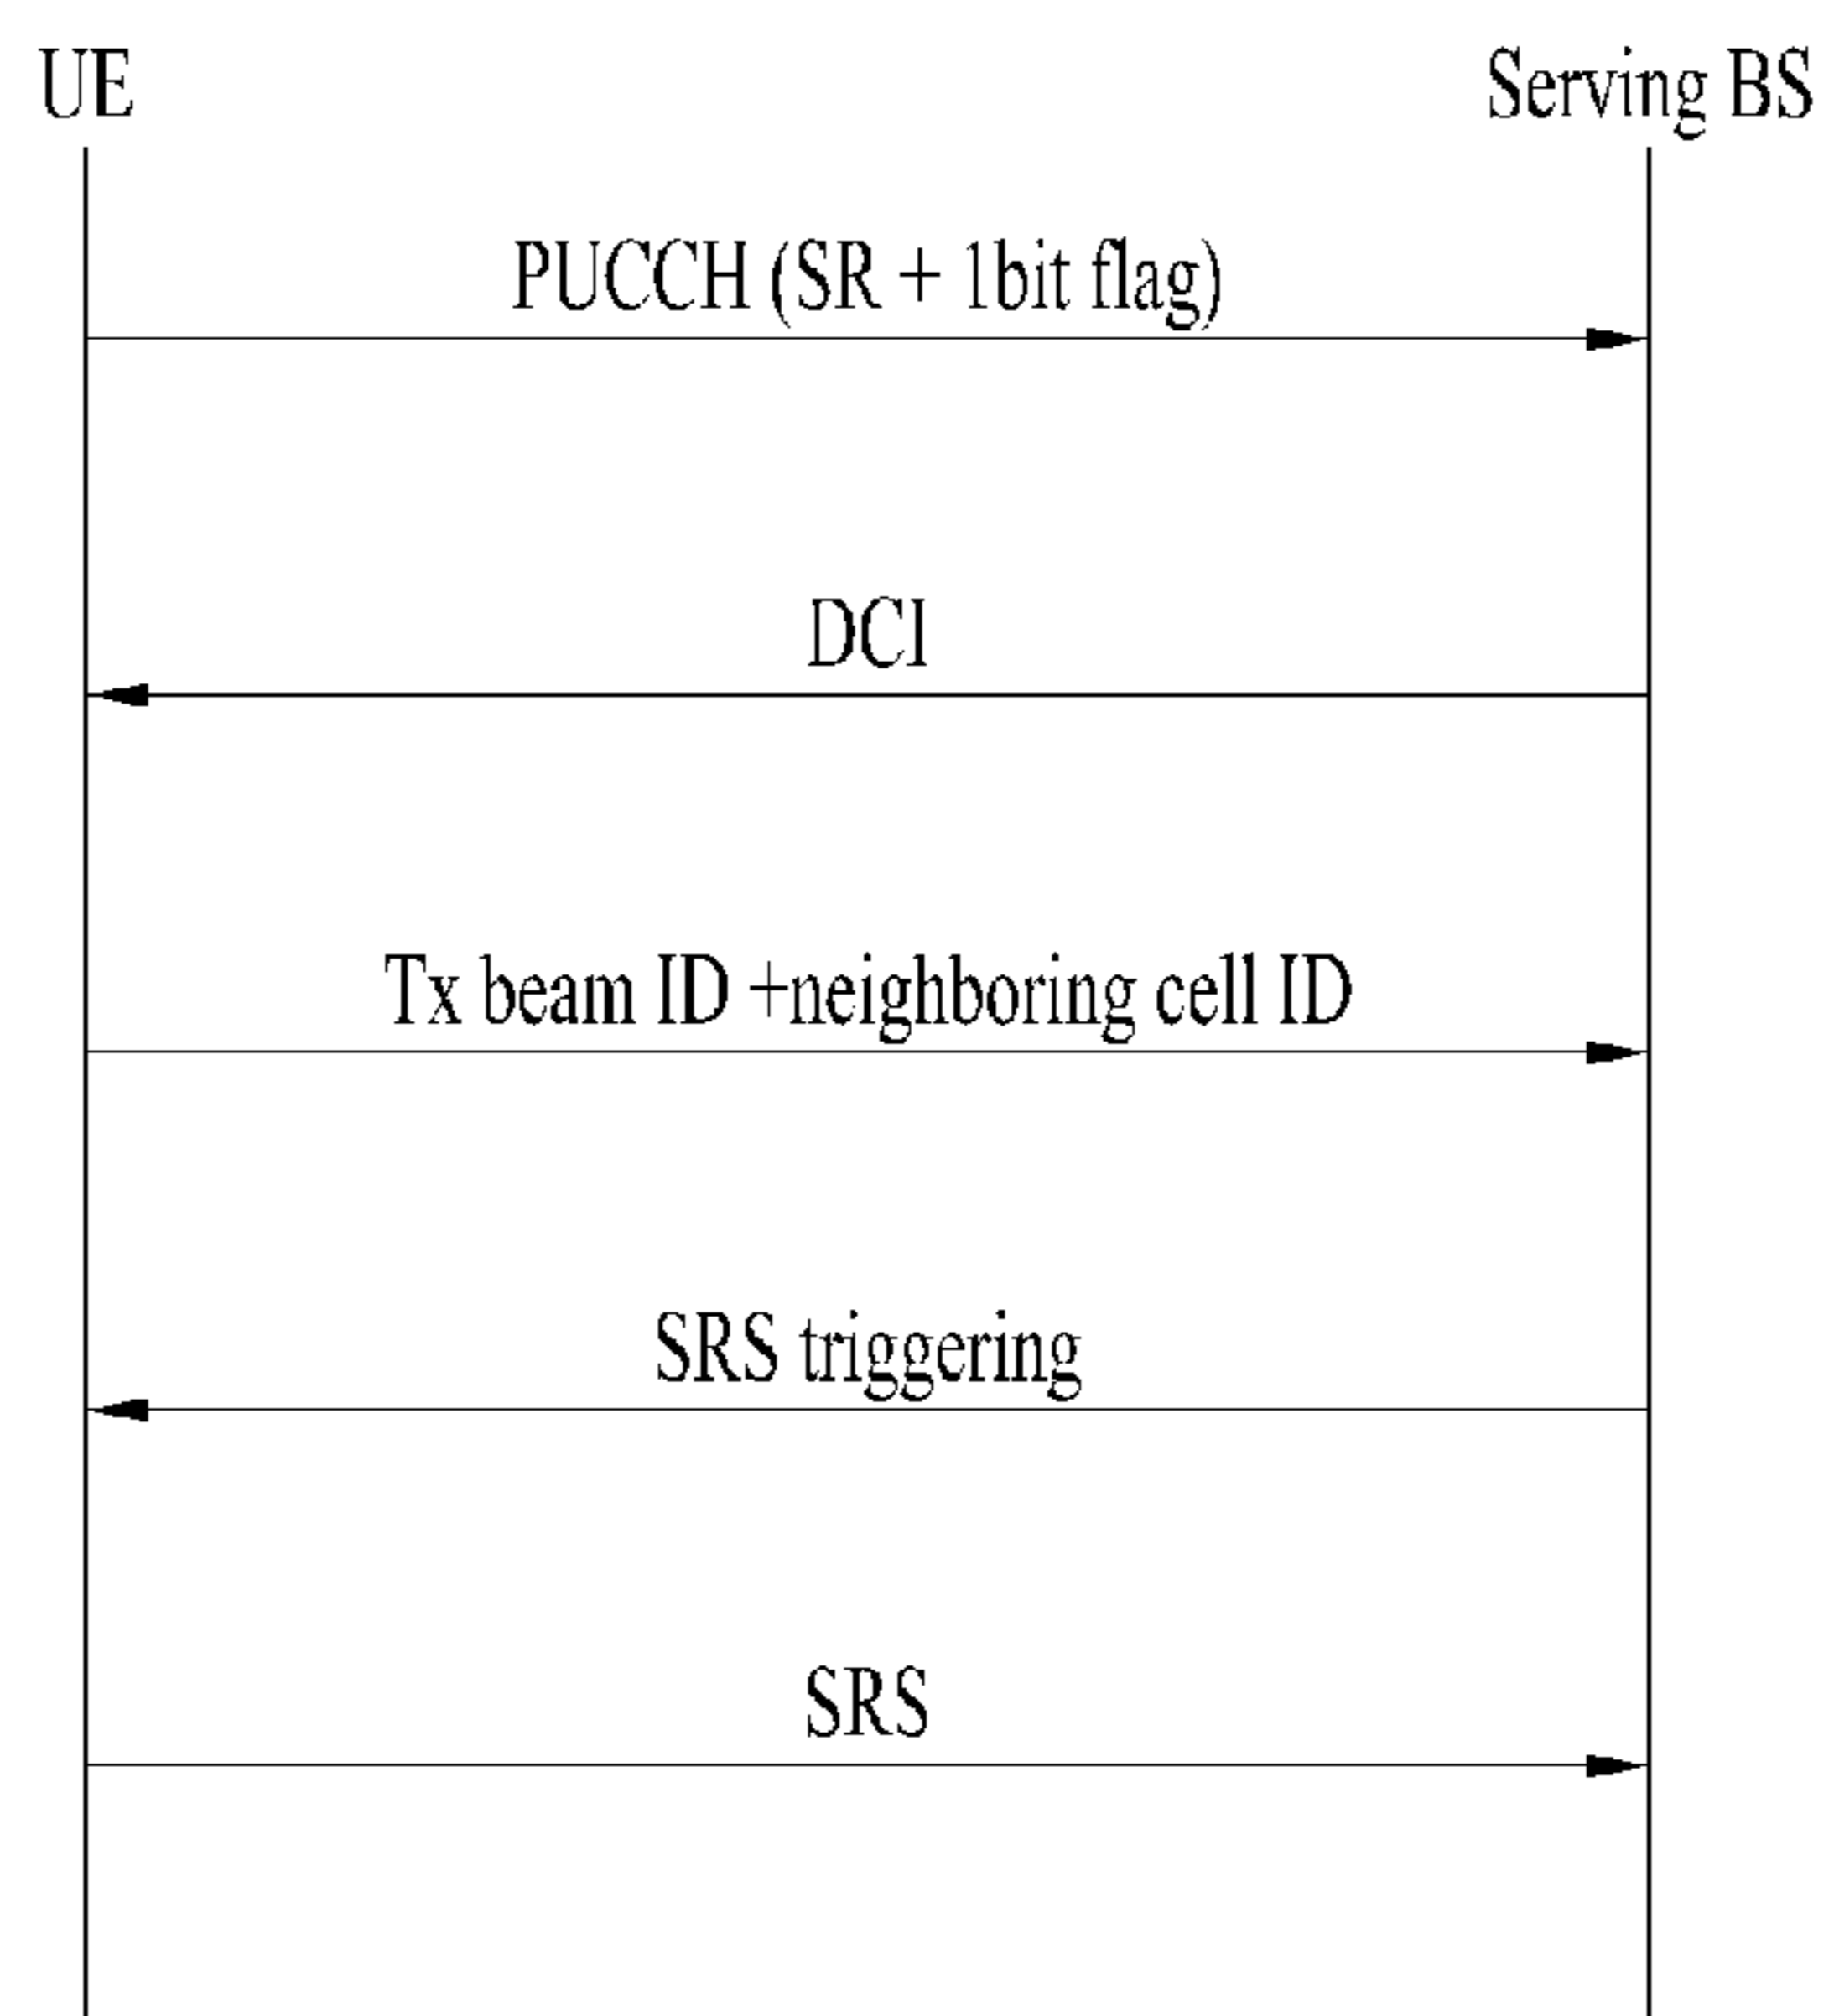 UE
Serving BS
PUCCH (SR + 1bit flag)
DCI
Tx beam ID +neighboring cell ID
SRS triggering
SRS